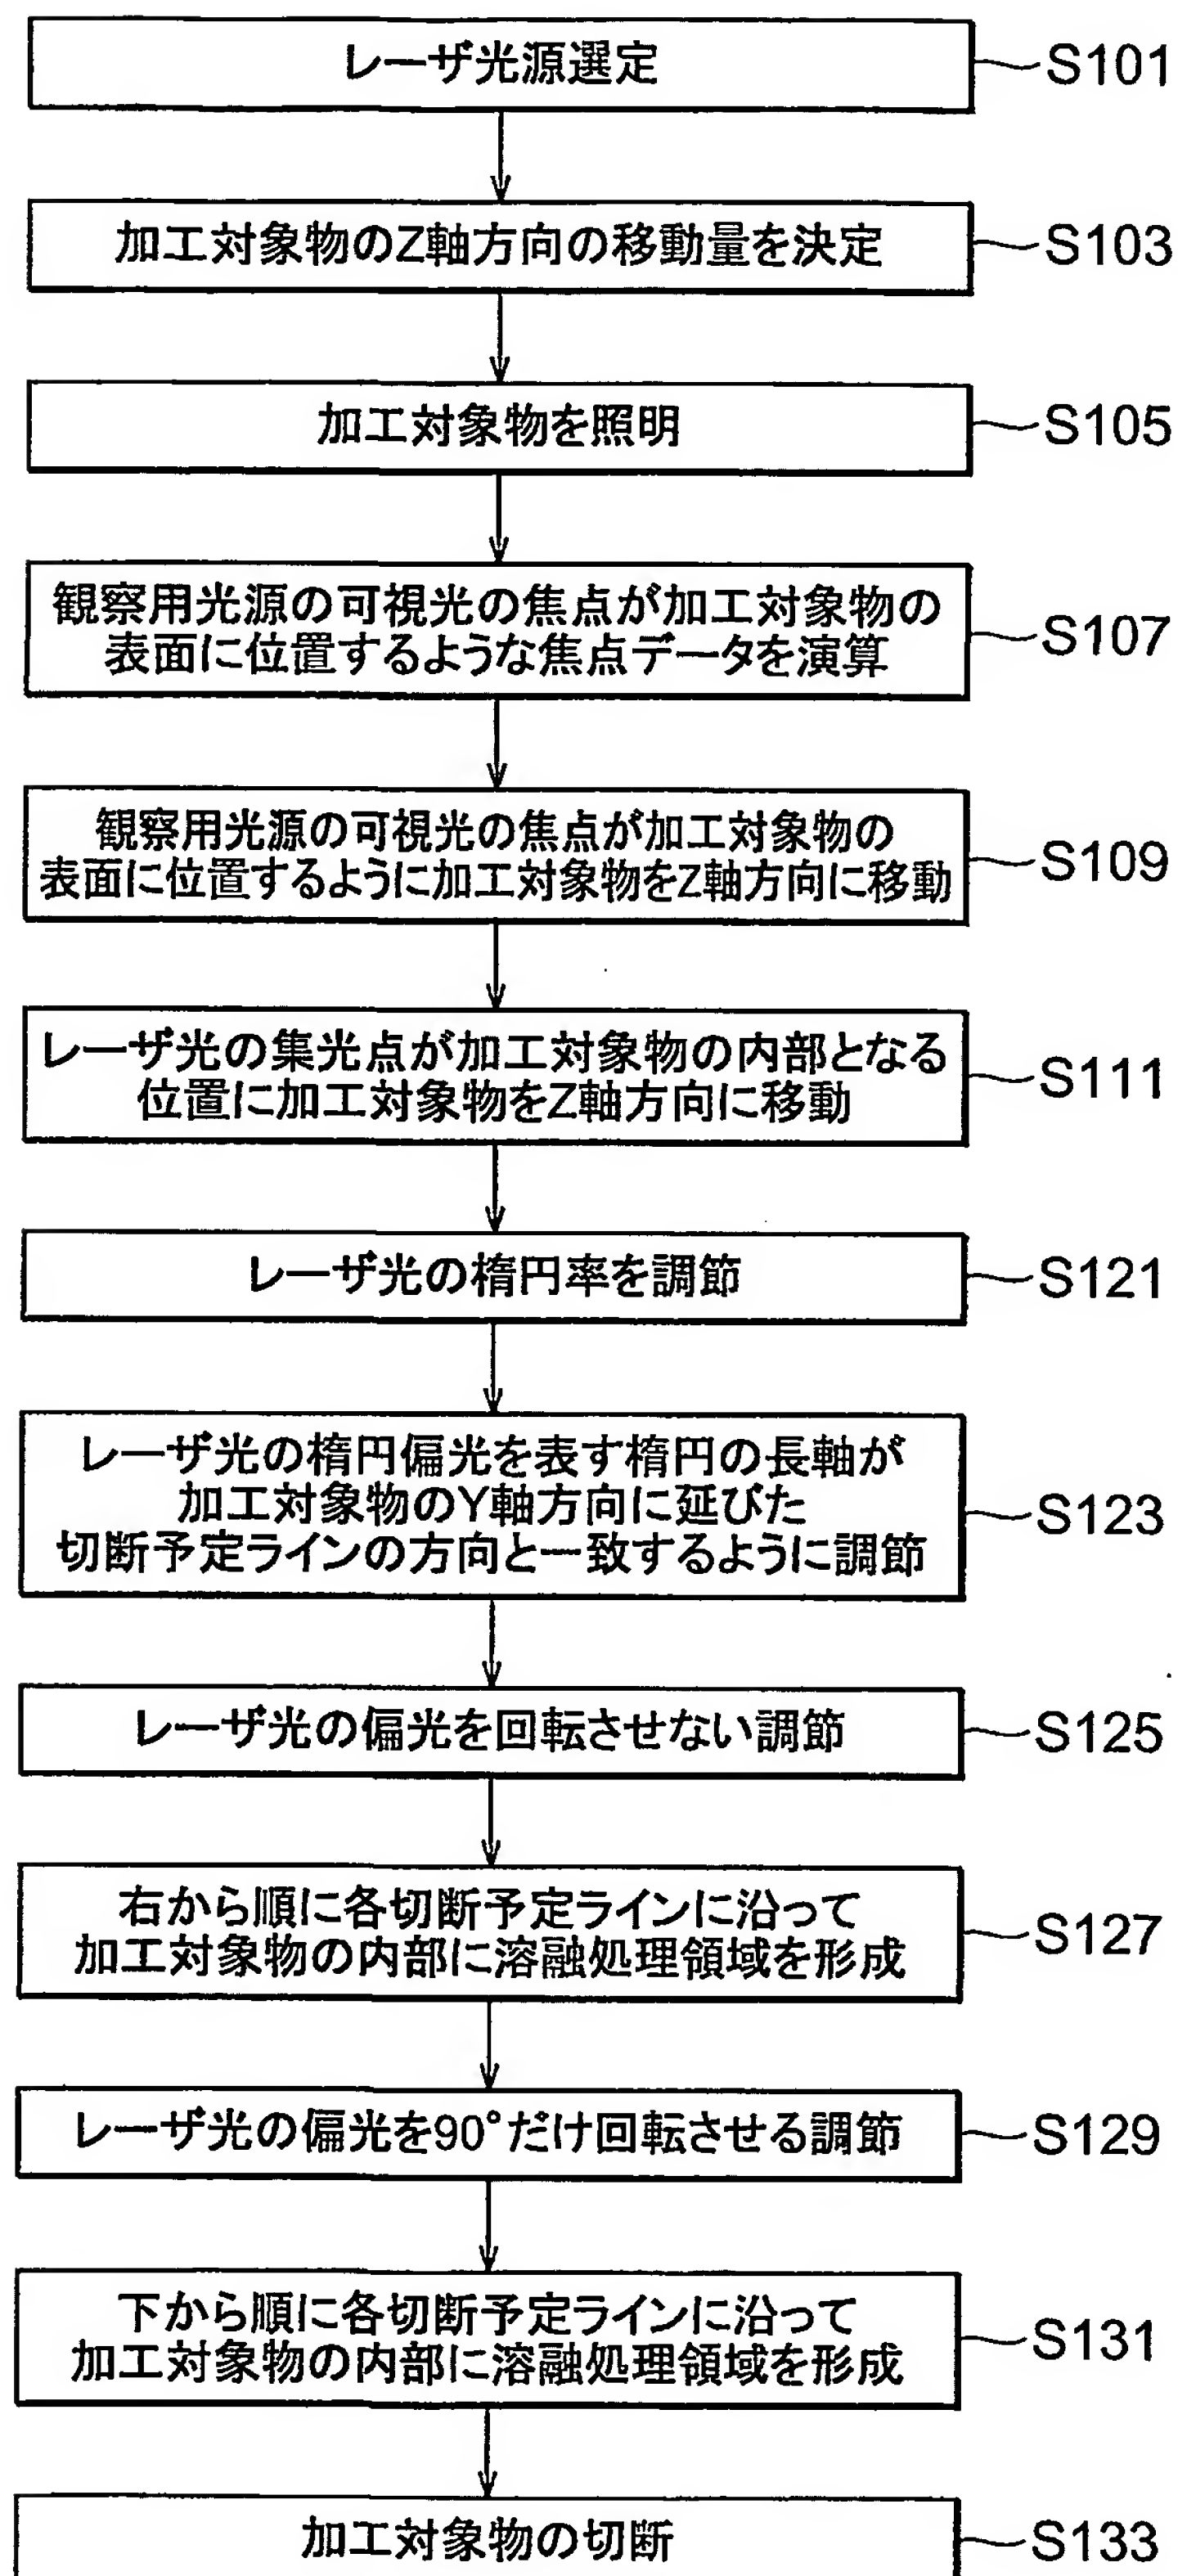 レーザ光源選定
S101
加工対象物のZ軸方向の移動量を決定
S103
加工対象物を照明
S105
観察用光源の可視光の焦点が加工対象物の
表面に位置するような焦点データを演算
S107
観察用光源の可視光の焦点が加工対象物の
表面に位置するように加工対象物をZ軸方向に移動
S109
レーザ光の集光点が加工対象物の内部となる
位置に加工対象物をZ軸方向に移動
S111
レーザ光の楕円率を調節
S121
レーザ光の楕円偏光を表す楕円の長軸が
加工対象物のY軸方向に延びた
切断予定ラインの方向と一致するように調節
S123
レーザ光の偏光を回転させない調節
S125
右から順に各切断予定ラインに沿って
加工対象物の内部に溶融処理領域を形成
S127
レーザ光の偏光を90°だけ回転させる調節
S129
下から順に各切断予定ラインに沿って
加工対象物の内部に溶融処理領域を形成
S131
加工対象物の切断
S133